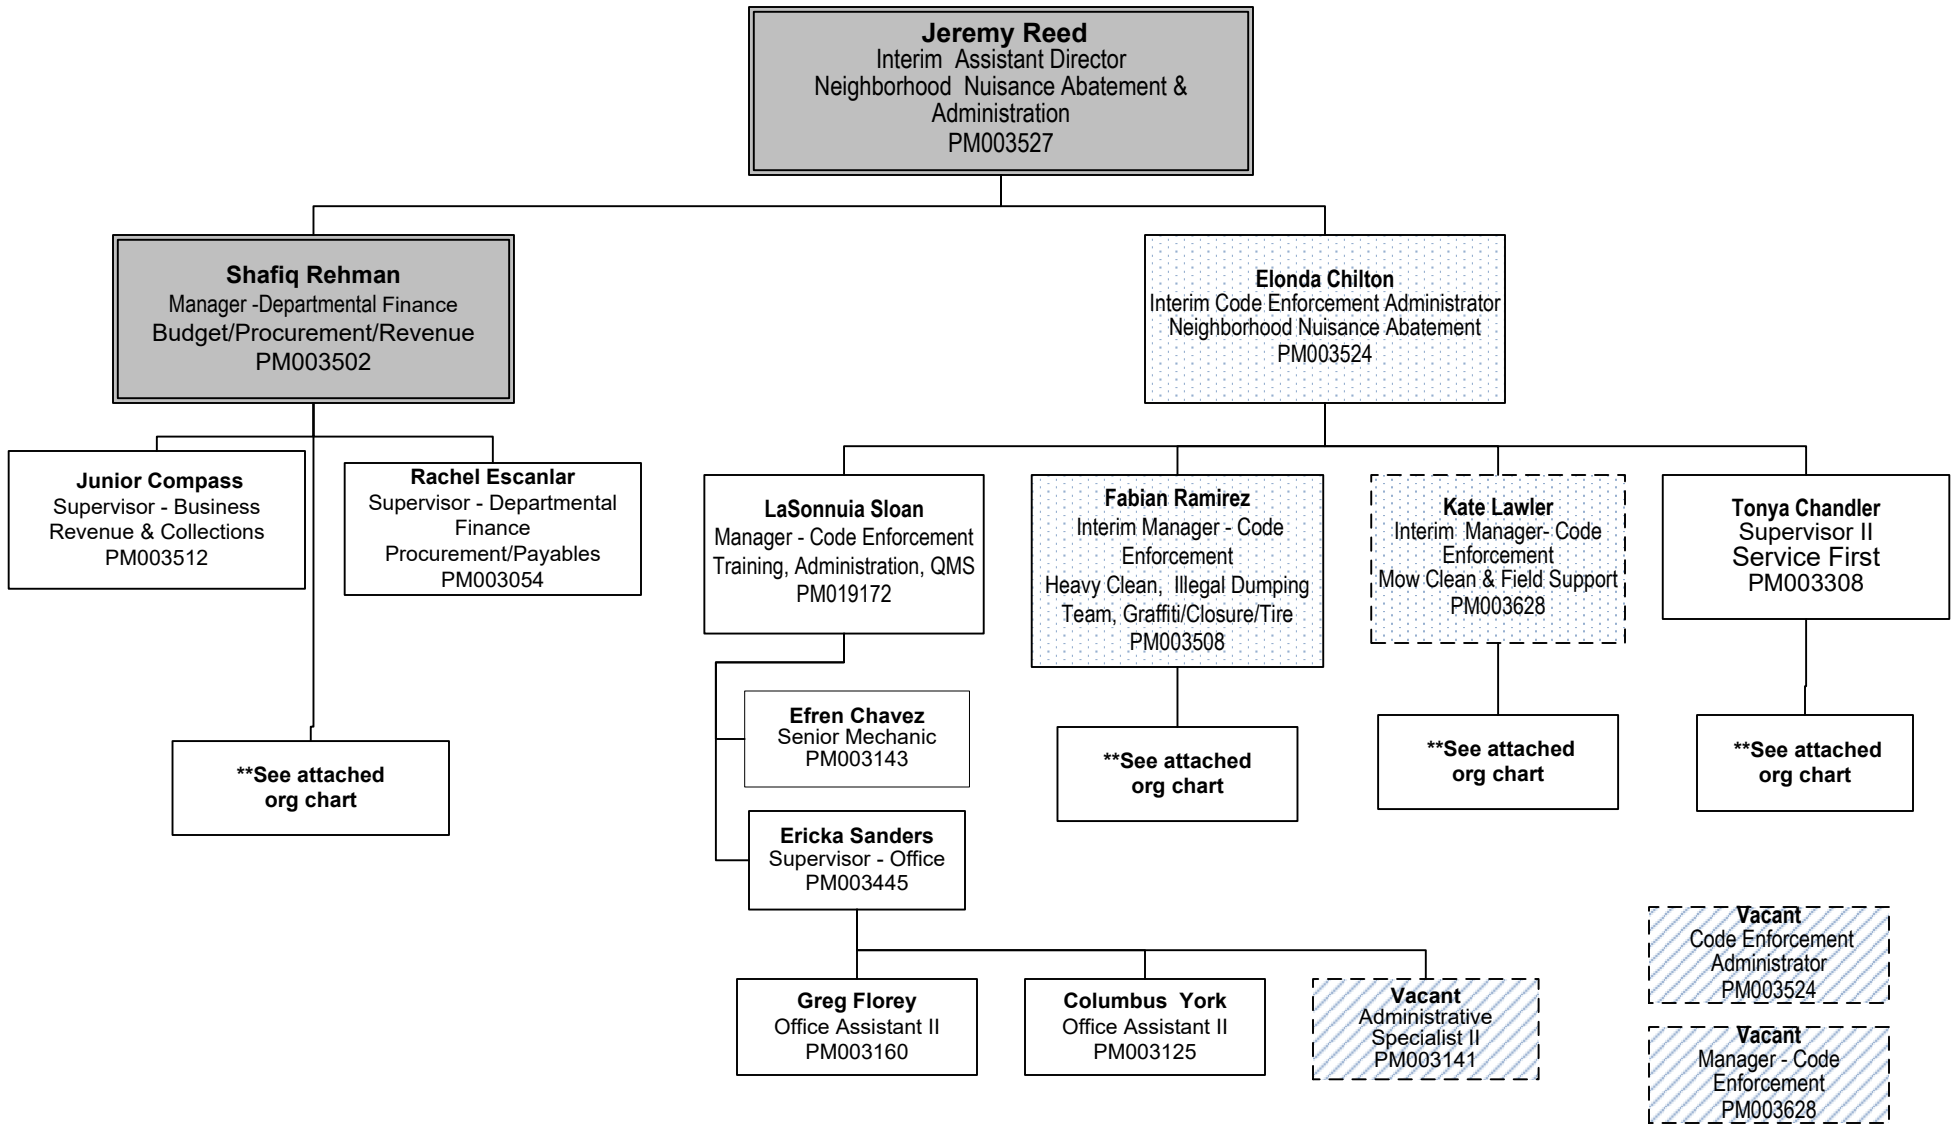 Jeremy Reed
Interim Assistant Director
Neighborhood Nuisance Abatement &
Administration
PM003527
Shafiq Rehman
Manager -Departmental Finance
Budget/Procurement/Revenue
PM003502
Elonda Chilton
Interim Code Enforcement Administrator
Neighborhood Nuisance Abatement
PM003524
Junior Compass
Supervisor - Business
Revenue & Collections
PM003512
Rachel Escanlar
Supervisor - Departmental
Finance
Procurement/Payables
PM003054
LaSonnuia Sloan
Manager - Code Enforcement
Training, Administration, QMS
PM019172
Fabian Ramirez
Interim Manager - Code
Enforcement
Heavy Clean, Illegal Dumping
Team, Graffiti/Closure/Tire
PM003508
Kate Lawler
Interim Manager- Code
Enforcement
Mow Clean & Field Support
PM003628
Tonya Chandler
Supervisor II
Service First
PM003308
**See attached
org chart
Efren Chavez
Senior Mechanic
PM003143
**See attached
org chart
**See attached
org chart
**See attached
org chart
Ericka Sanders
Supervisor - Office
PM003445
Greg Florey
Office Assistant II
PM003160
Columbus York
Office Assistant II
PM003125
Vacant
Administrative
Specialist II
PM003141
Vacant
Code Enforcement
Administrator
PM003524
Vacant
Manager - Code
Enforcement
PM003628